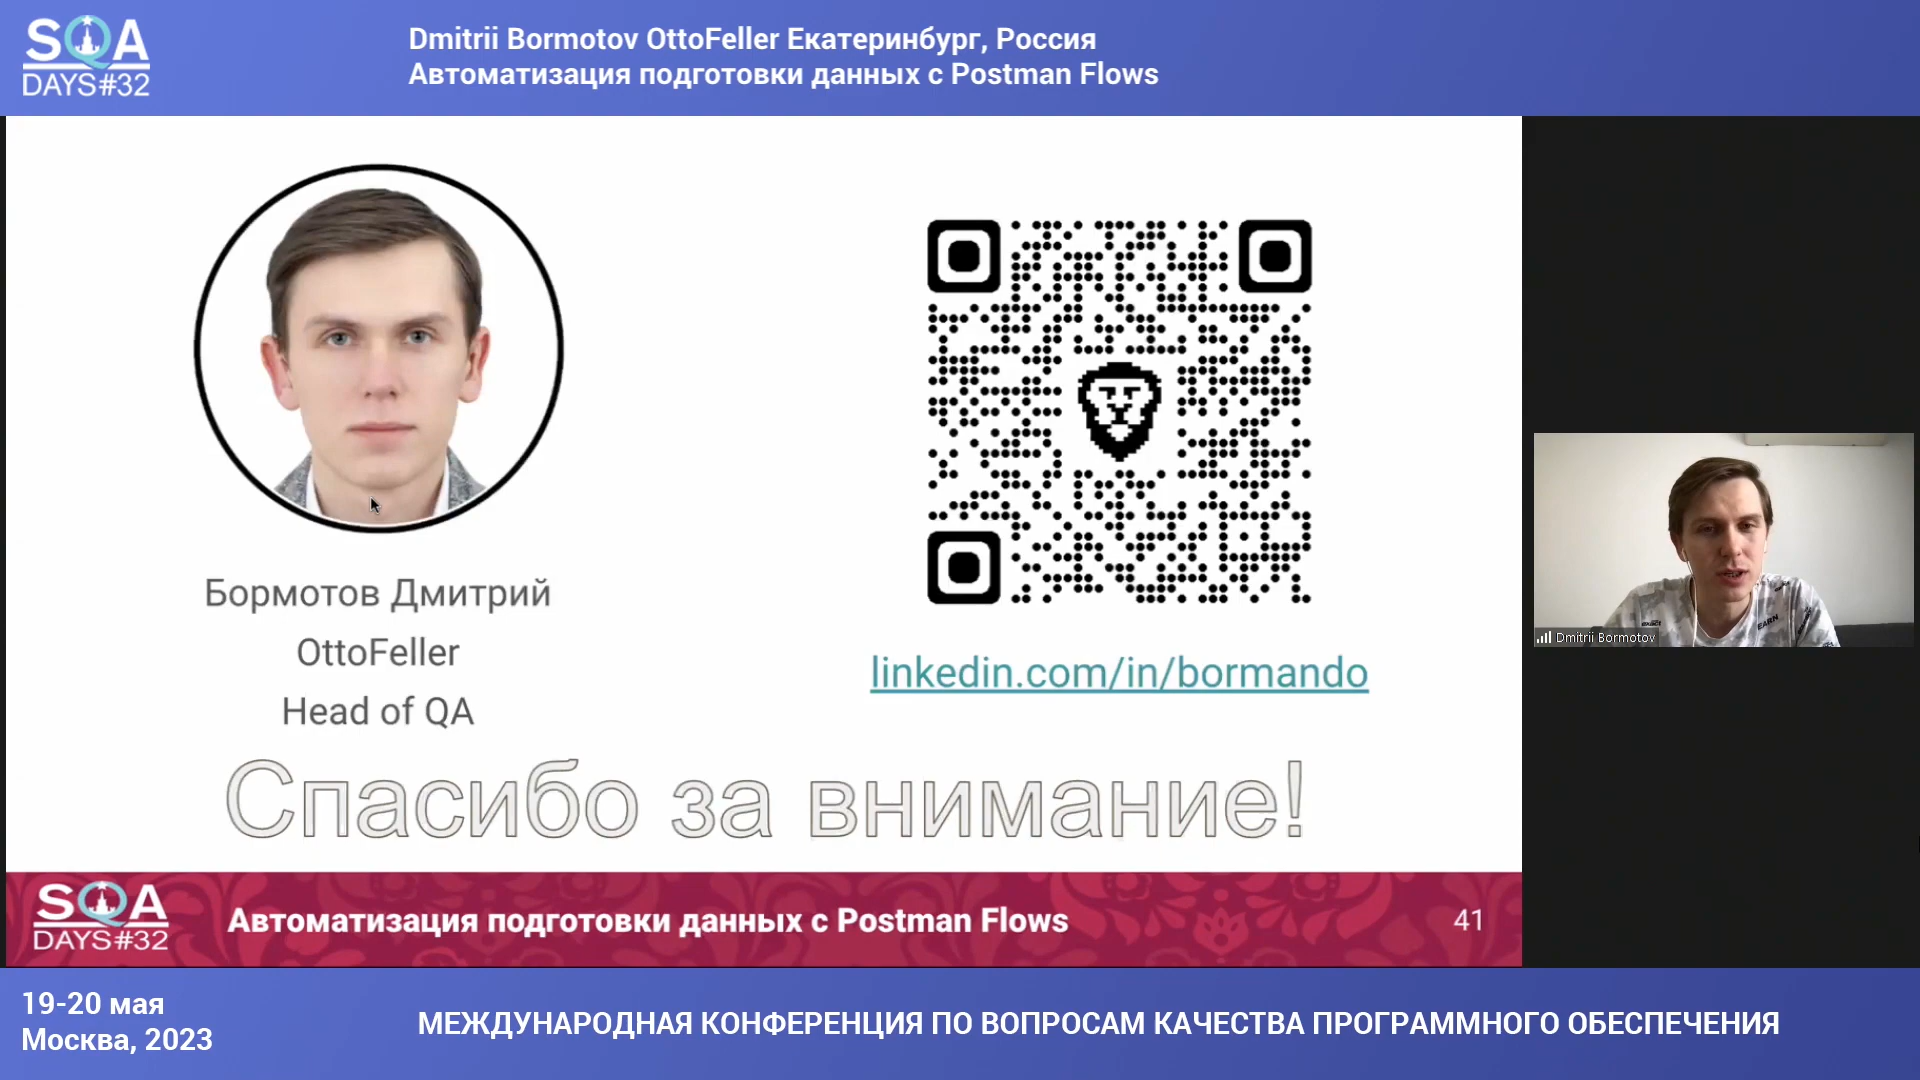 SQA
DAYS#32
Dmitrii Bormotov OttoFeller Екатеринбург, Россия
Автоматизация подготовки данных с Postman Flows
Бормотов Дмитрий
OttoFeller
Head of QA
linkedin.com/in/bormando
Спасибо за внимание!
Dmitrii Bormotov
SQA
DAYS#32
Автоматизация подготовки данных с Postman Flows
41
19-20 мая
Москва, 2023
МЕЖДУНАРОДНАЯ КОНФЕРЕНЦИЯ ПО ВОПРОСАМ КАЧЕСТВА ПРОГРАММНОГО ОБЕСПЕЧЕНИЯ